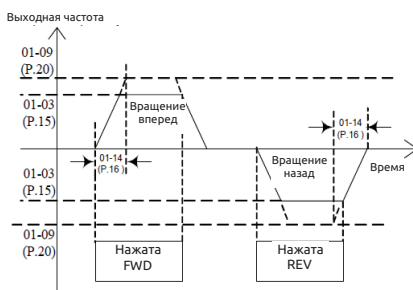 Выходная частота
01-09
(P.20)
01-03
(P.15)
Вращение
вперед
01-14
(P.16 )
01-14
(P.16 )
01-03
(P.15)
Вращение
назад
Время
01-09
(P.20)
Нажата
FWD
Нажата
REV